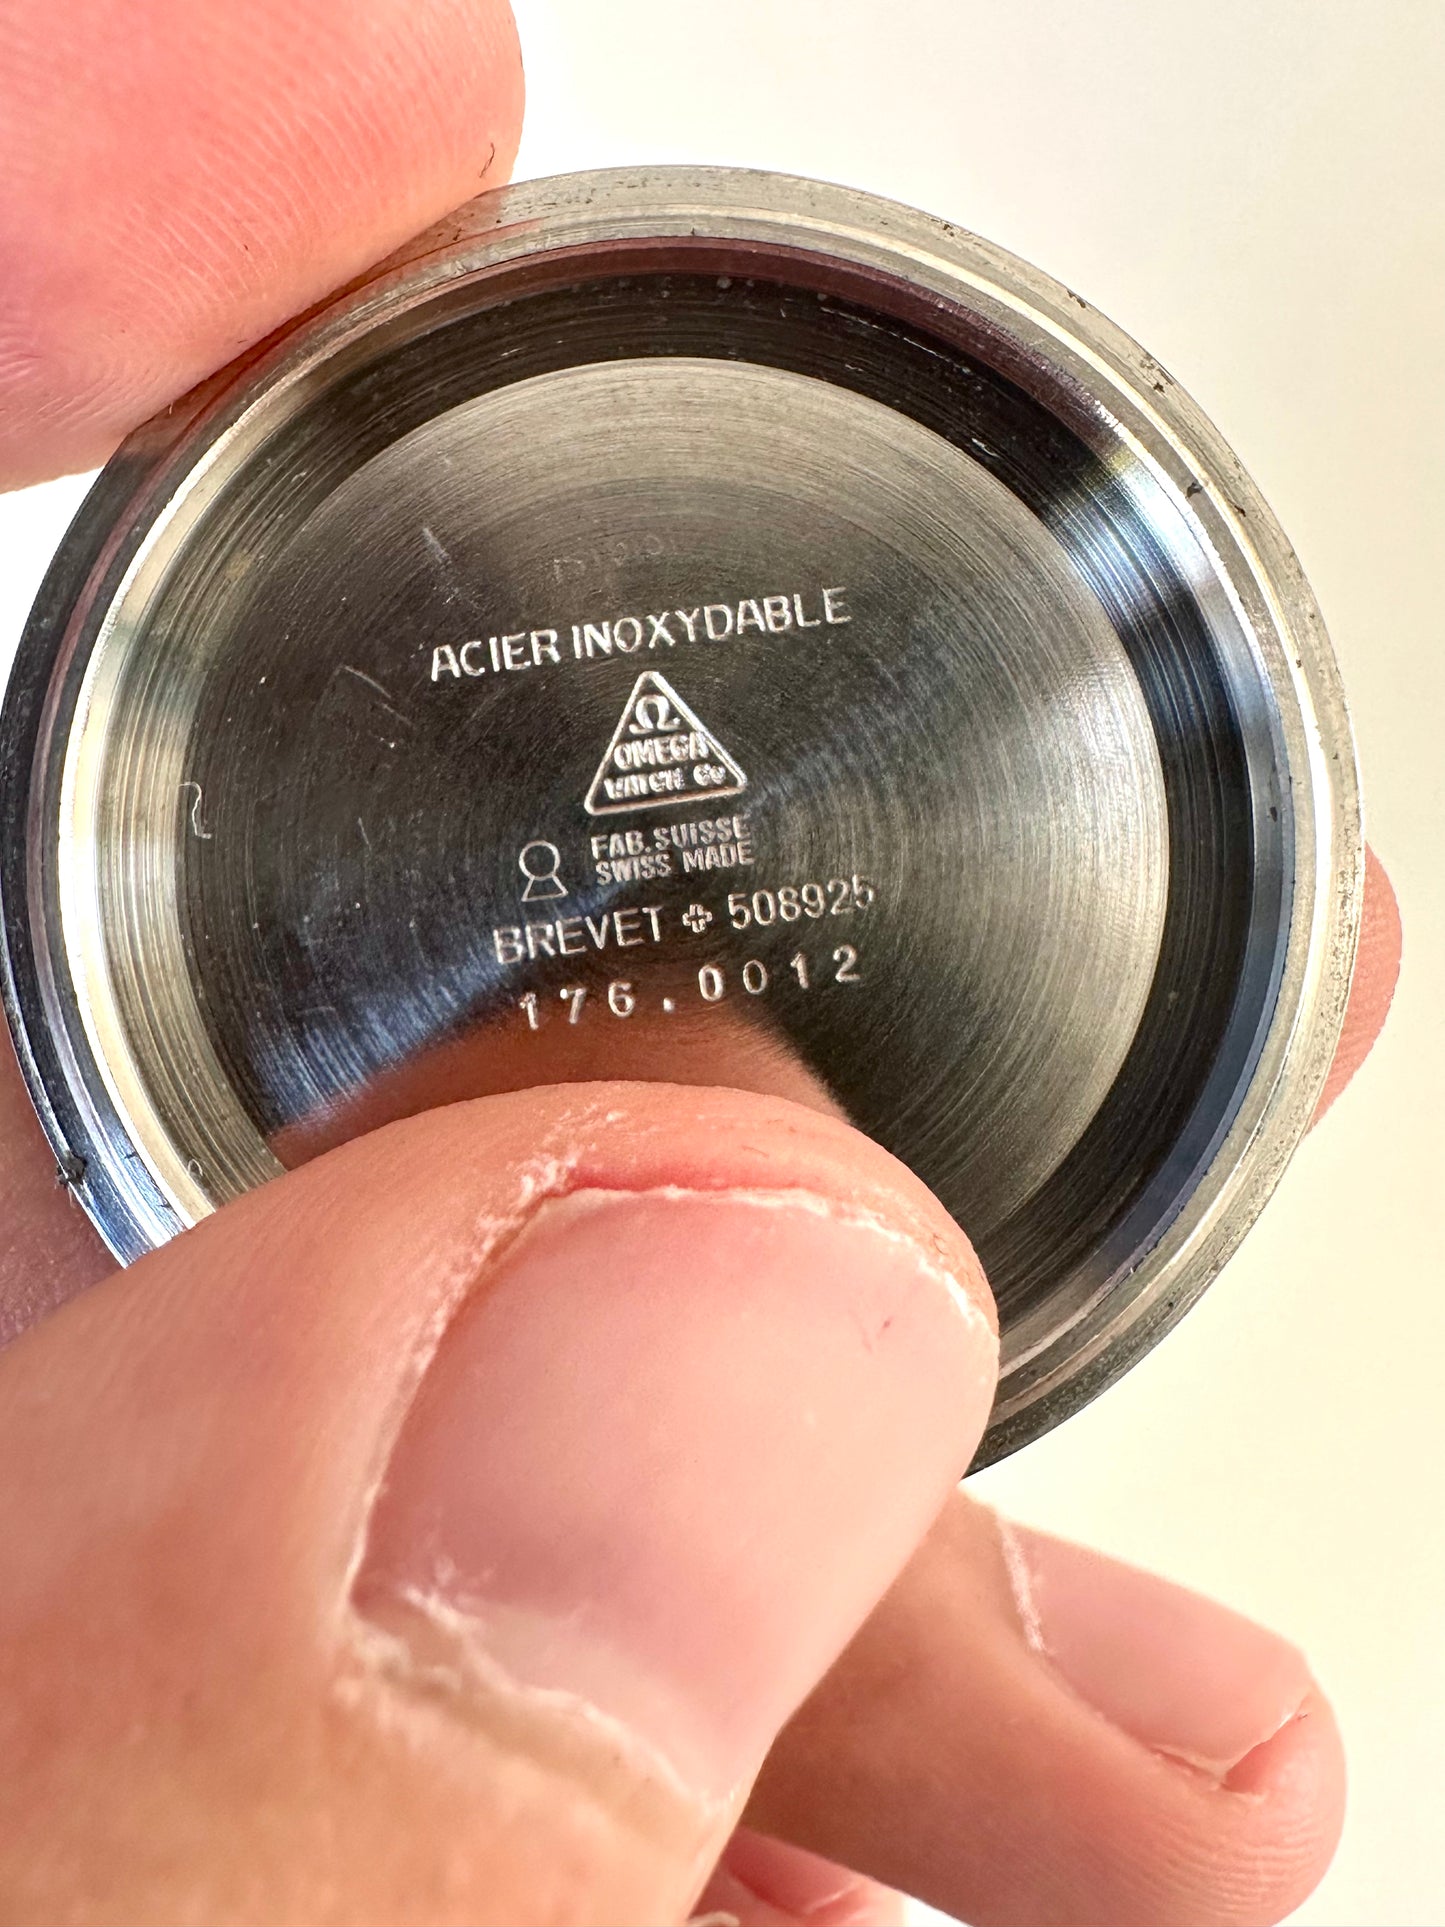 ACIER INOXYDABLE
Ω
OMEGA
WATCH Co
FAB. SUISSE
SWISS MADE
BREVET ✚ 508925
176.0012